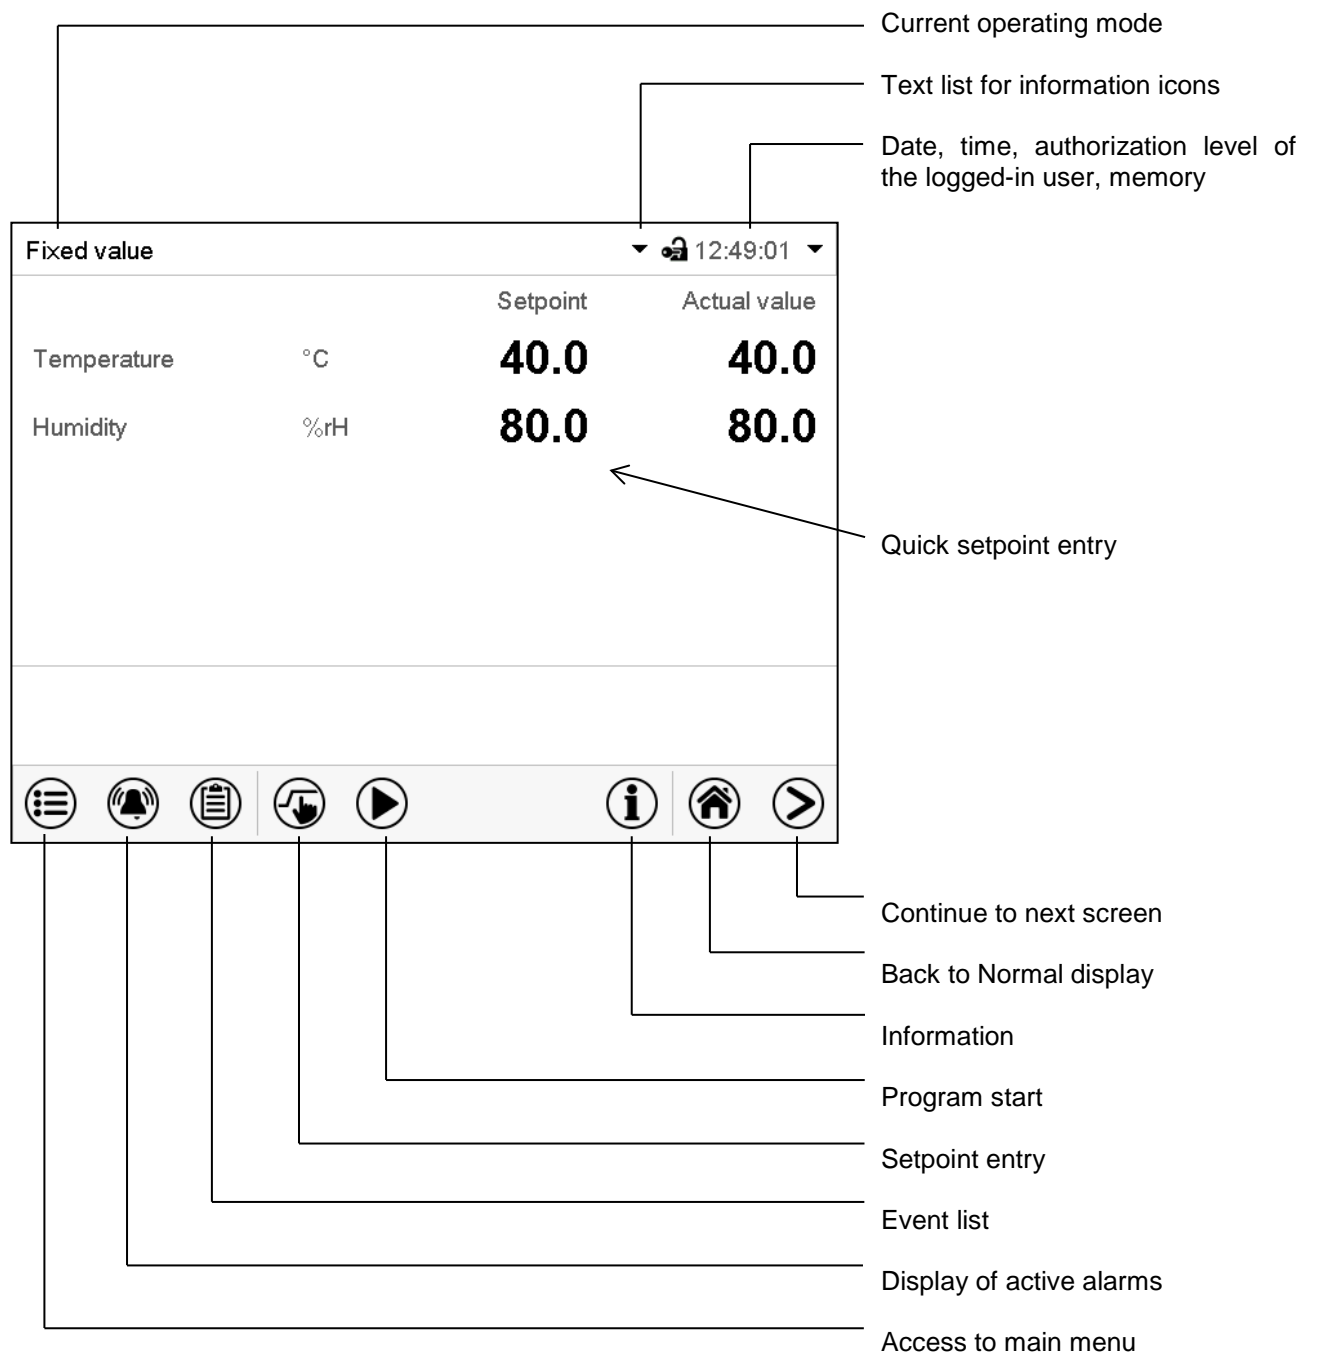 Current operating mode
Text list for information icons
Date, time, authorization level of
the logged-in user, memory
Fixed value
12:49:01
Setpoint Actual value
Temperature °C 40.0 40.0
Humidity %rH 80.0 80.0
Quick setpoint entry
Continue to next screen
Back to Normal display
Information
Program start
Setpoint entry
Event list
Display of active alarms
Access to main menu